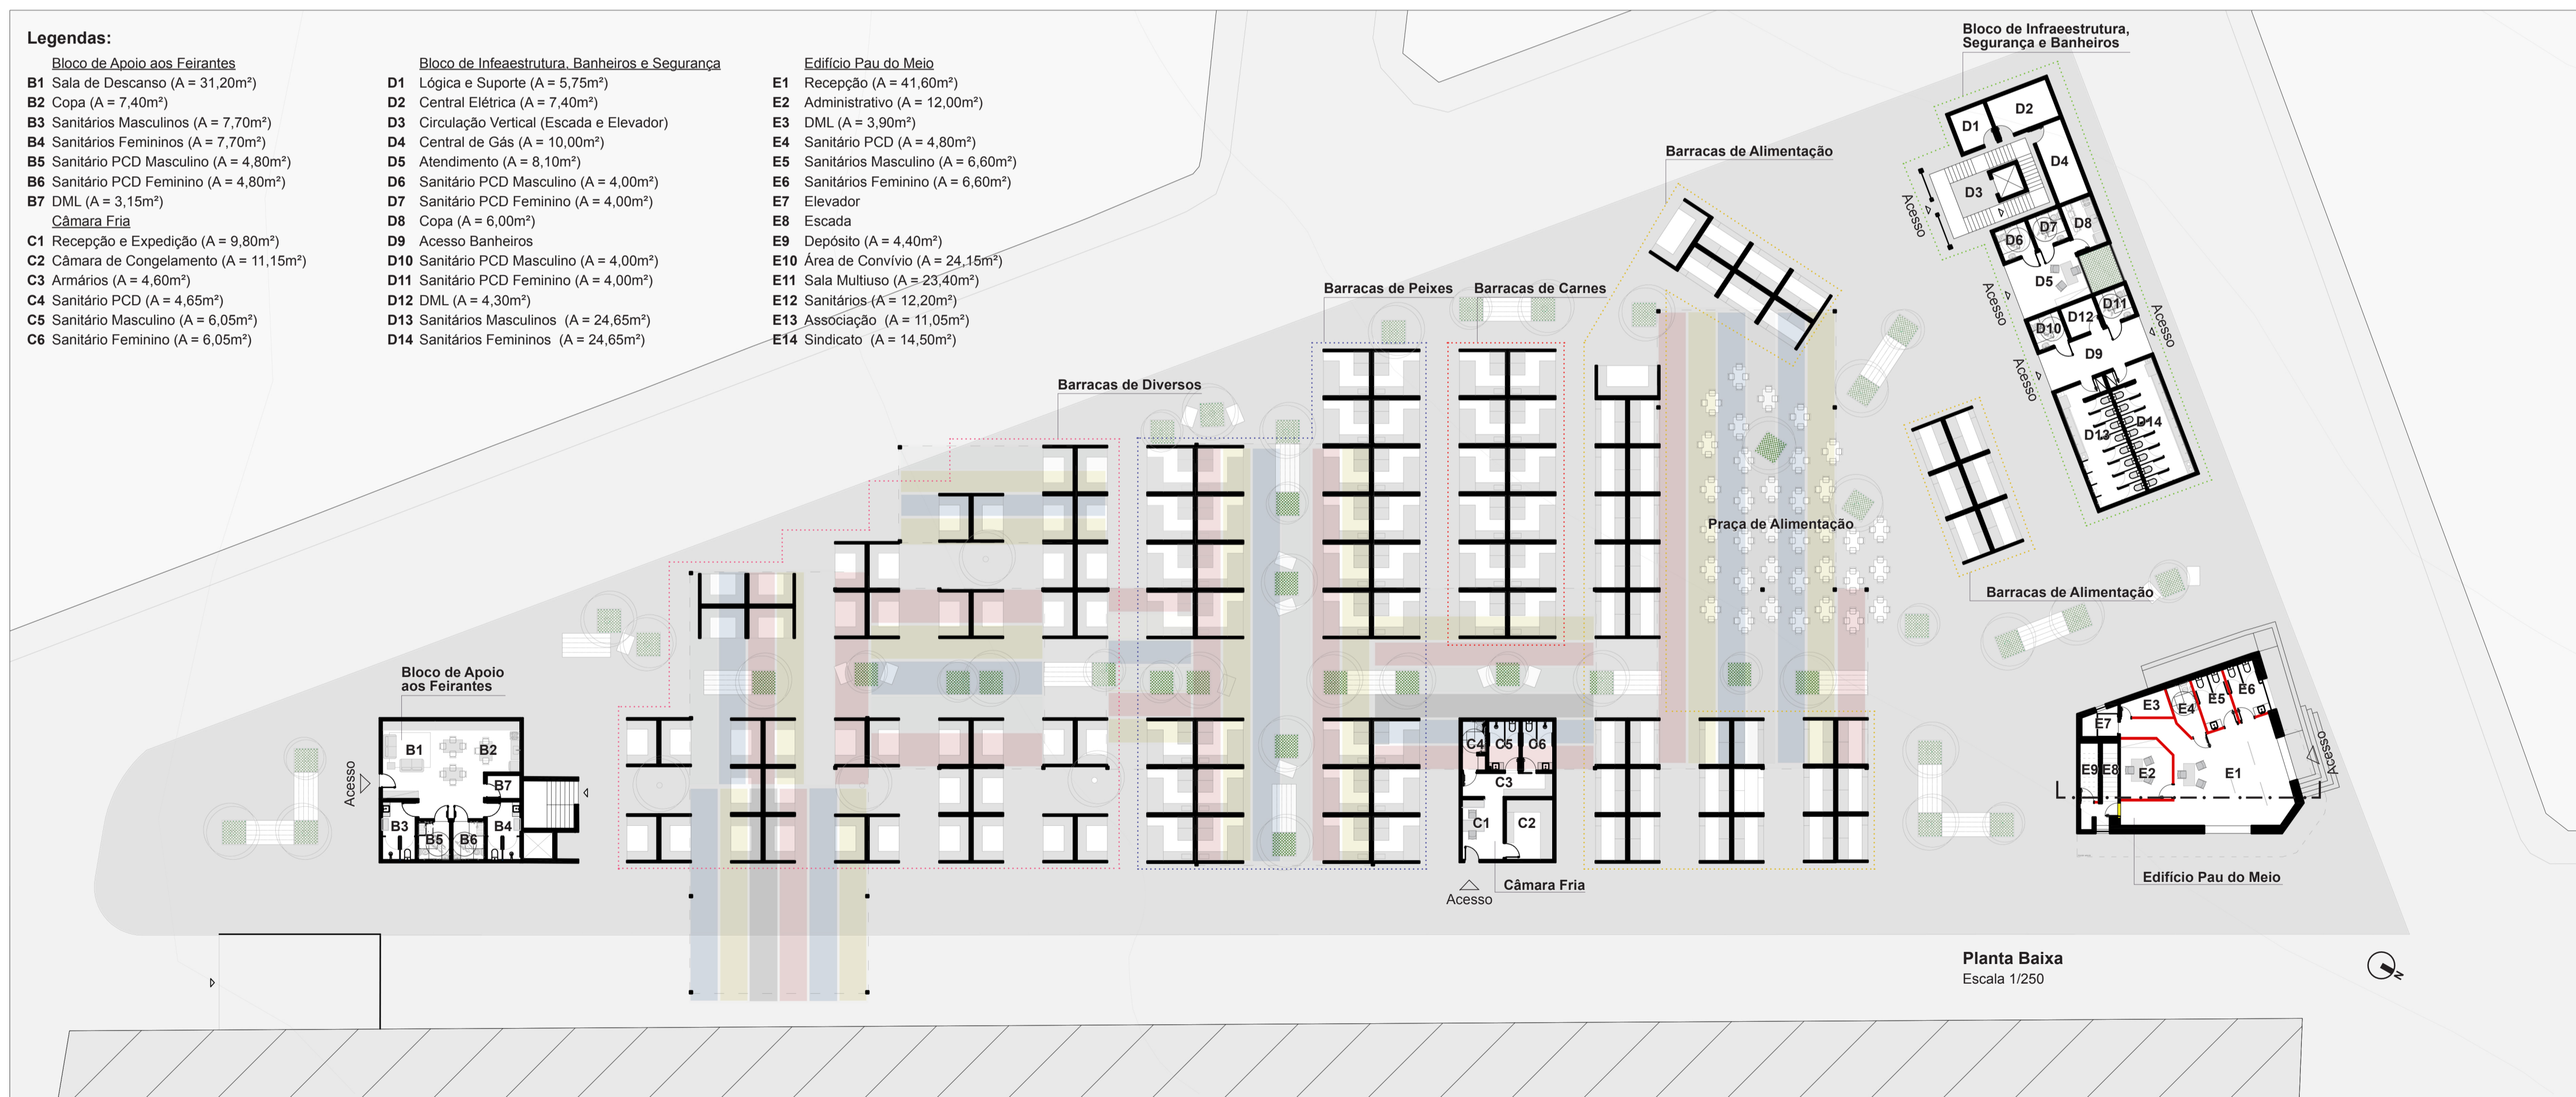 Legendas:
Bloco de Apoio aos Feirantes
B1 Sala de Descanso (A = 31,20m²)
B2 Copa (A = 7,40m²)
B3 Sanitários Masculinos (A = 7,70m²)
B4 Sanitários Femininos (A = 7,70m²)
B5 Sanitário PCD Masculino (A = 4,80m²)
B6 Sanitário PCD Feminino (A = 4,80m²)
B7 DML (A = 3,15m²)
Câmara Fria
C1 Recepção e Expedição (A = 9,80m²)
C2 Câmara de Congelamento (A = 11,15m²)
C3 Armários (A = 4,60m²)
C4 Sanitário PCD (A = 4,65m²)
C5 Sanitário Masculino (A = 6,05m²)
C6 Sanitário Feminino (A = 6,05m²)
Bloco de Infeaestrutura, Banheiros e Segurança
D1 Lógica e Suporte (A = 5,75m²)
D2 Central Elétrica (A = 7,40m²)
D3 Circulação Vertical (Escada e Elevador)
D4 Central de Gás (A = 10,00m²)
D5 Atendimento (A = 8,10m²)
D6 Sanitário PCD Masculino (A = 4,00m²)
D7 Sanitário PCD Feminino (A = 4,00m²)
D8 Copa (A = 6,00m²)
D9 Acesso Banheiros
D10 Sanitário PCD Masculino (A = 4,00m²)
D11 Sanitário PCD Feminino (A = 4,00m²)
D12 DML (A = 4,30m²)
D13 Sanitários Masculinos (A = 24,65m²)
D14 Sanitários Femininos (A = 24,65m²)
Edifício Pau do Meio
E1 Recepção (A = 41,60m²)
E2 Administrativo (A = 12,00m²)
E3 DML (A = 3,90m²)
E4 Sanitário PCD (A = 4,80m²)
E5 Sanitários Masculino (A = 6,60m²)
E6 Sanitários Feminino (A = 6,60m²)
E7 Elevador
E8 Escada
E9 Depósito (A = 4,40m²)
E10 Área de Convívio (A = 24,15m²)
E11 Sala Multiuso (A = 23,40m²)
E12 Sanitários (A = 12,20m²)
E13 Associação (A = 11,05m²)
E14 Sindicato (A = 14,50m²)
Bloco de Infraeestrutura,
Segurança e Banheiros
D1
D2
D3
D4
Acesso
D6
D7
D8
D5
Acesso
D10
D12
D11
Acesso
D9
Acesso
D13
D14
Barracas de Alimentação
Barracas de Peixes
Barracas de Carnes
Barracas de Diversos
Praça de Alimentação
Barracas de Alimentação
Bloco de Apoio
aos Feirantes
Acesso
B1
B2
B7
B3
B5
B6
B4
C4
C5
C6
C3
C1
C2
Câmara Fria
Acesso
E7
E3
E4
E5
E6
E9
E8
E2
E1
Acesso
Edifício Pau do Meio
Planta Baixa
Escala 1/250
N